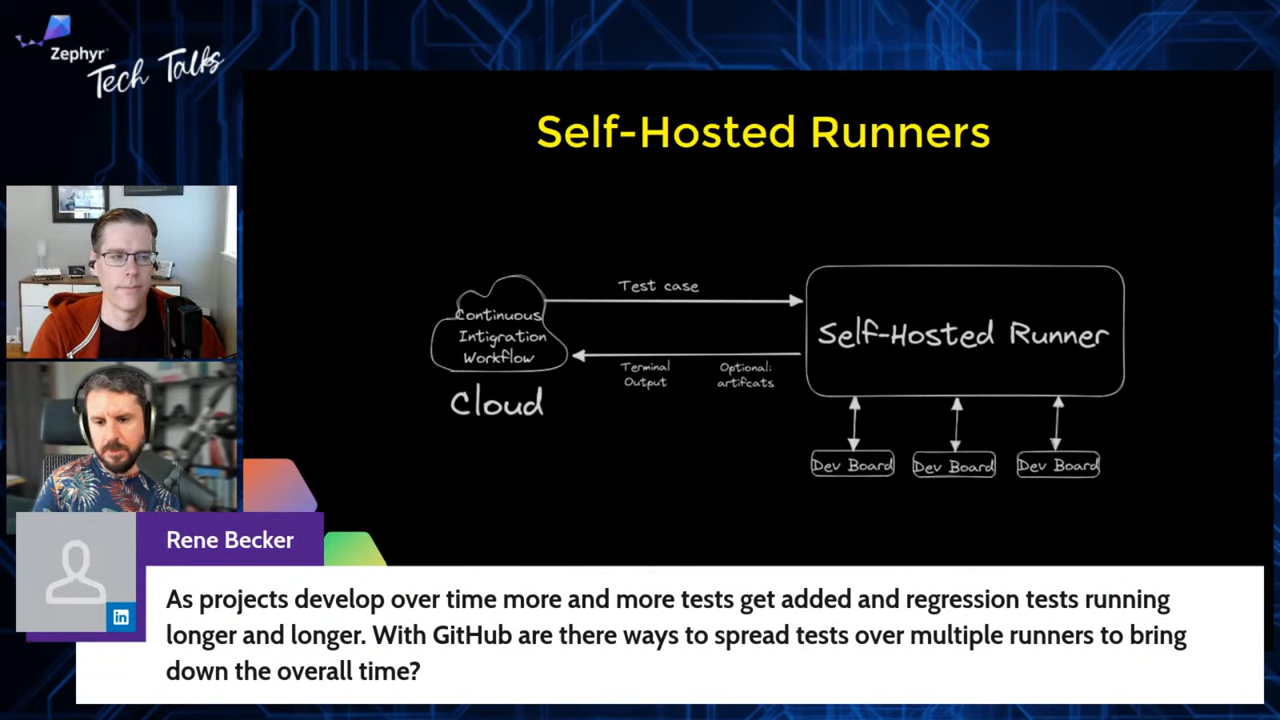 Zephyr™
Tech Talks
Self-Hosted Runners
Continuous
Intigration
Workflow
Cloud
Test case
Terminal
Output
Optional:
artifcats
Self-Hosted Runner
Dev Board
Dev Board
Dev Board
Rene Becker
in
As projects develop over time more and more tests get added and regression tests running
longer and longer. With GitHub are there ways to spread tests over multiple runners to bring
down the overall time?